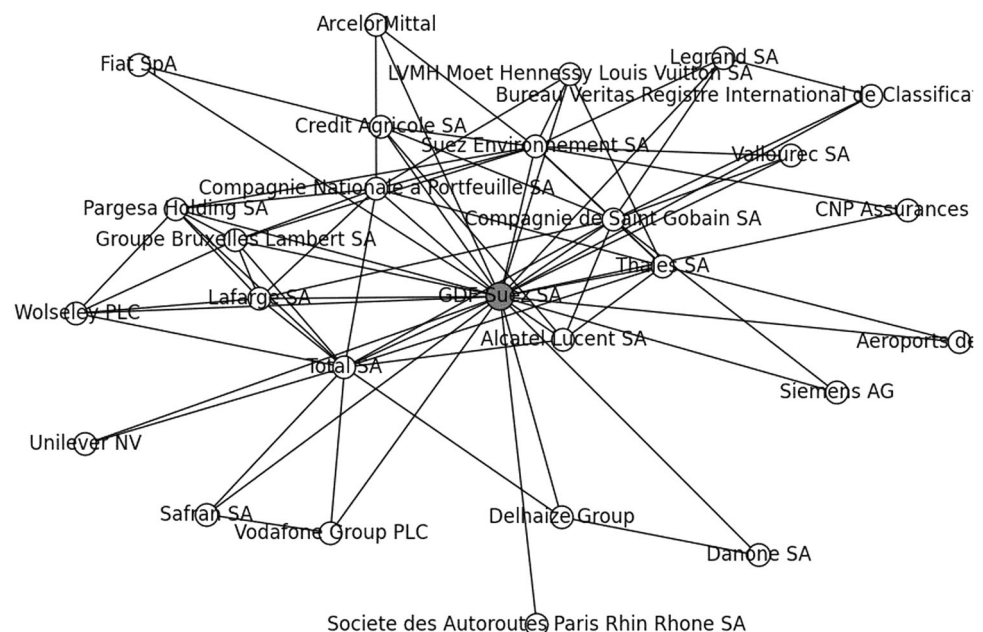 ArcelorMittal
Fiat SpA
Legrand SA
LVMH Moet Hennessy Louis Vuitton SA
Bureau Veritas Registre International de Classifica
Credit Agricole SA
Suez Environnement SA
Vallourec SA
Compagnie Nationale a Portfeuille SA
Pargesa Holding SA
CNP Assurances
Compagnie de Saint Gobain SA
Groupe Bruxelles Lambert SA
Thales SA
Lafarge SA
GDF Suez SA
Wolseley PLC
Alcatel Lucent SA
Aeroports de
Total SA
Siemens AG
Unilever NV
Safran SA
Delhaize Group
Vodafone Group PLC
Danone SA
Societe des Autoroutes Paris Rhin Rhone SA